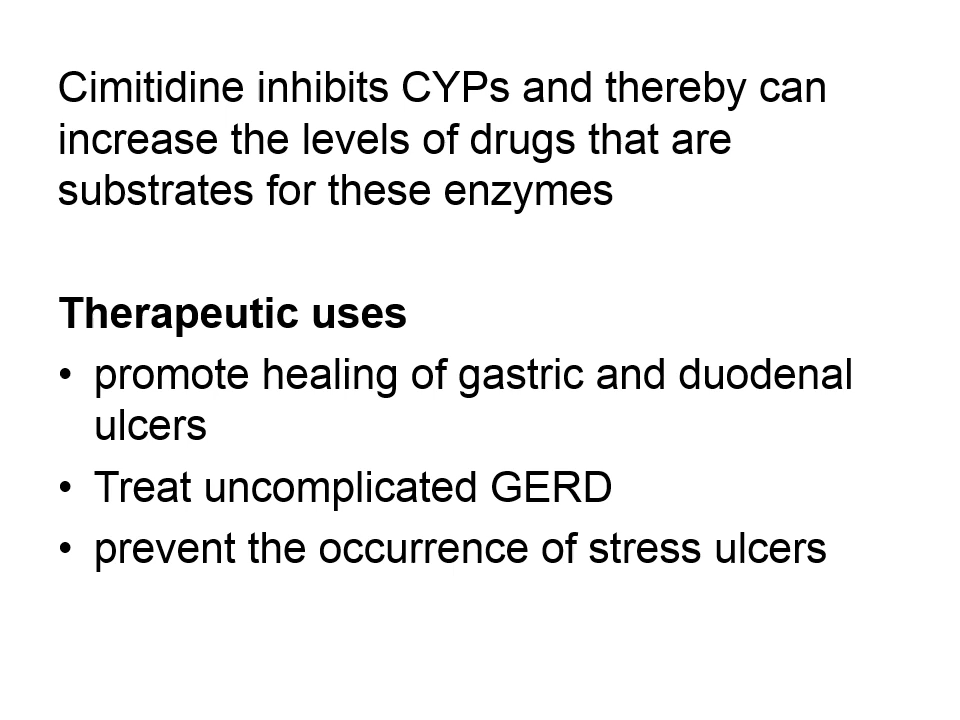 Cimitidine inhibits CYPs and thereby can
increase the levels of drugs that are
substrates for these enzymes
Therapeutic uses
• promote healing of gastric and duodenal
ulcers
• Treat uncomplicated GERD
• prevent the occurrence of stress ulcers